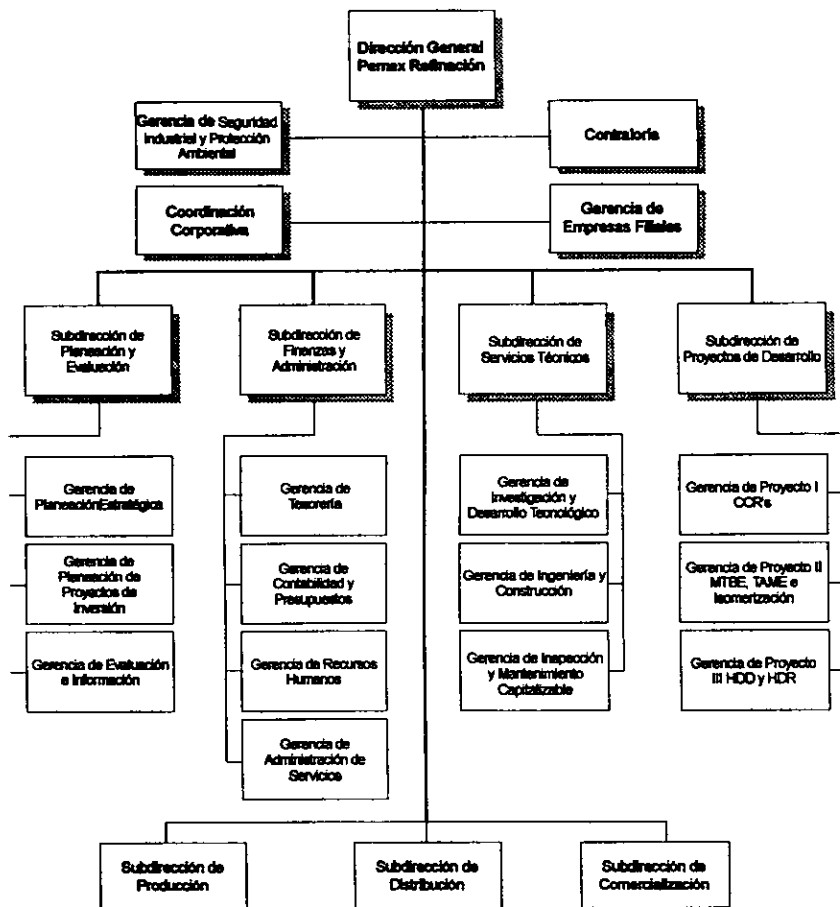 Dirección General
Pemex Refinación
Gerencia de Seguridad
Industrial y Protección
Ambiental
Contraloría
Coordinación
Corporativa
Gerencia de
Empresas Filiales
Subdirección de
Planeación y
Evaluación
Subdirección de
Finanzas y
Administración
Subdirección de
Servicios Técnicos
Subdirección de
Proyectos de Desarrollo
Gerencia de
Planeación Estratégica
Gerencia de
Tesorería
Gerencia de
Investigación y
Desarrollo Tecnológico
Gerencia de Proyecto I
CCR's
Gerencia de
Planeación de
Proyectos de
Inversión
Gerencia de
Contabilidad y
Presupuestos
Gerencia de Ingeniería y
Construcción
Gerencia de Proyecto II
MTBE, TAME e
Isomerización
Gerencia de Evaluación
e Información
Gerencia de Recursos
Humanos
Gerencia de Inspección
y Mantenimiento
Capitalizable
Gerencia de Proyecto
III HDD y HDR
Gerencia de
Administración de
Servicios
Subdirección de
Producción
Subdirección de
Distribución
Subdirección de
Comercialización